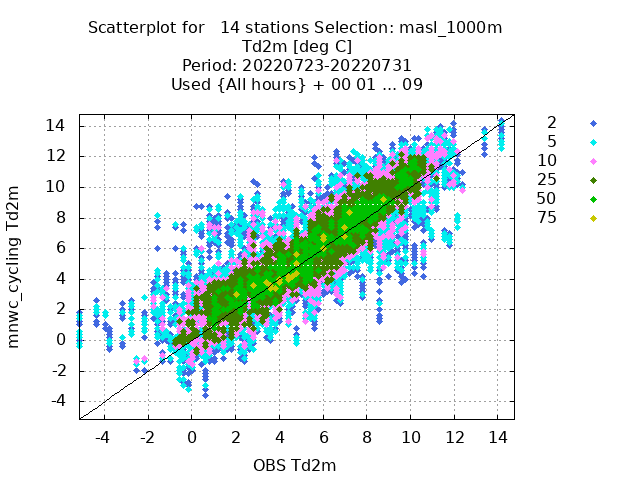 Scatterplot for   14 stations Selection: masl_1000m
Td2m [deg C]
Period: 20220723-20220731
Used {All hours} + 00 01 ... 09
mnwc_cycling Td2m
14
12
10
8
6
4
2
0
-2
-4
-4 -2 0 2 4 6 8 10 12 14
OBS Td2m
2
5
10
25
50
75